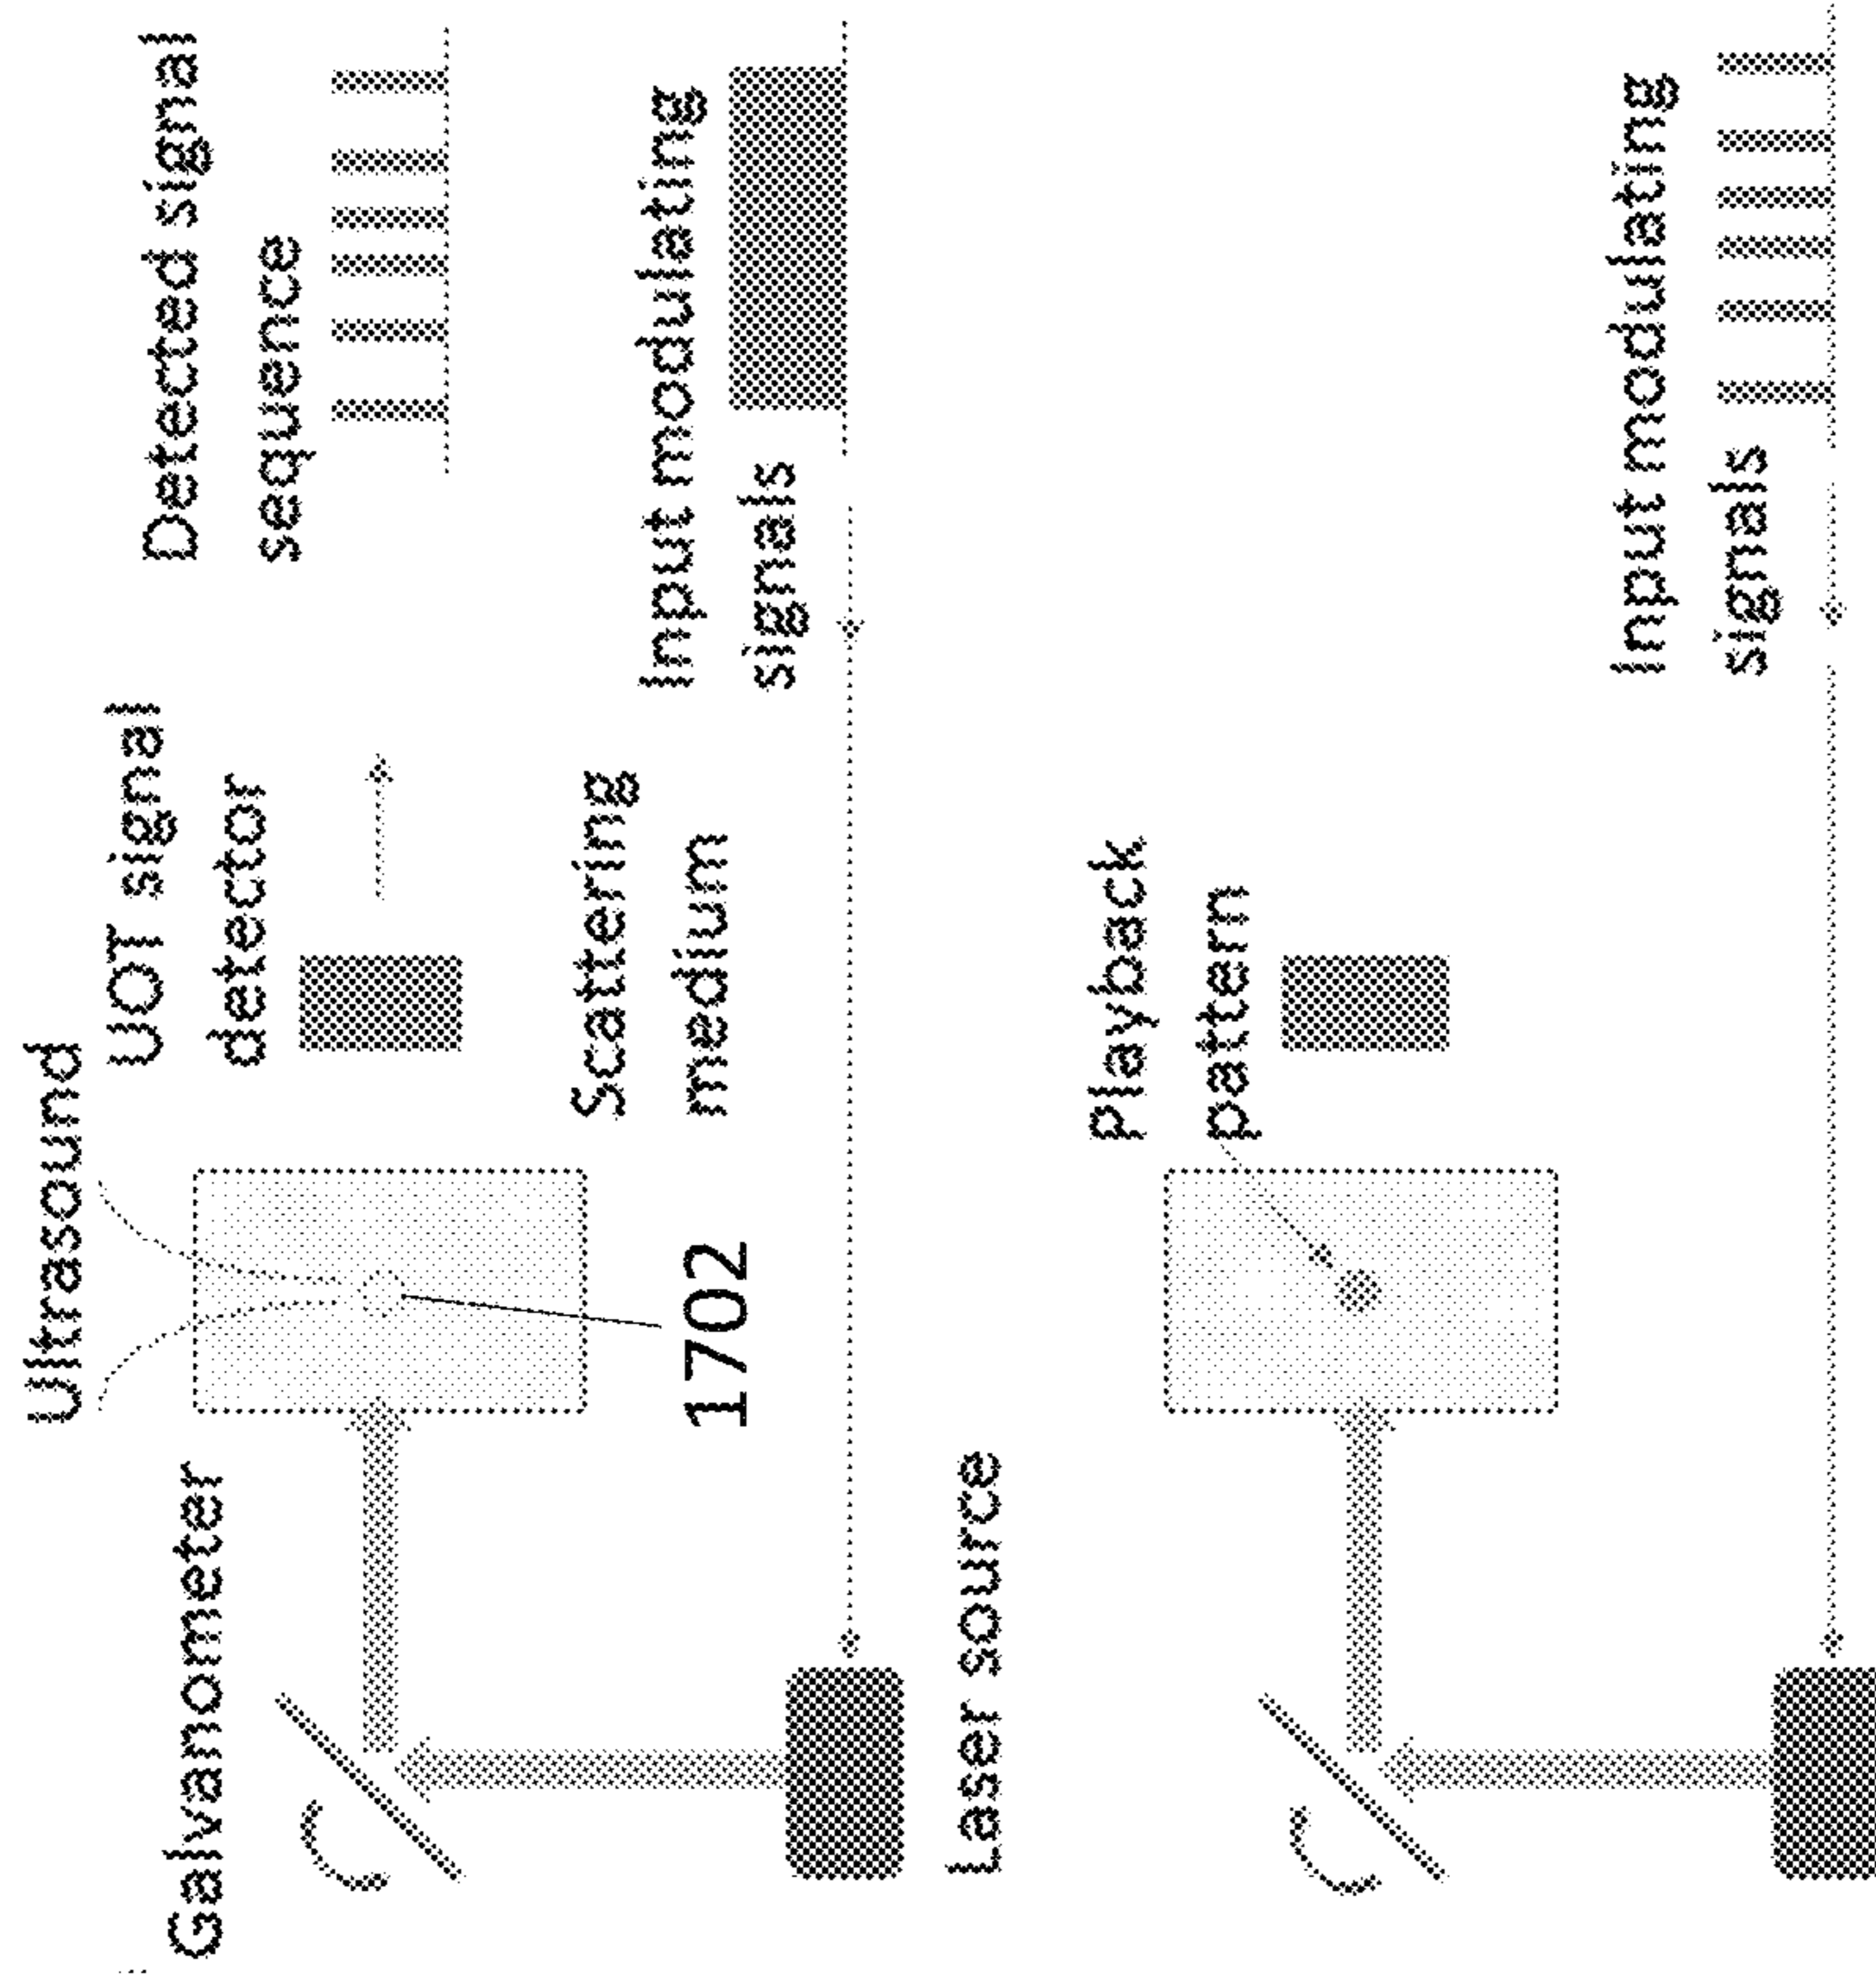 Ultrasound
Galvanometer
UOT signal
detector
Detected signal
sequence
Scattering
medium
1702
Input modulating
signals
Laser source
Playback
pattern
Input modulating
signals